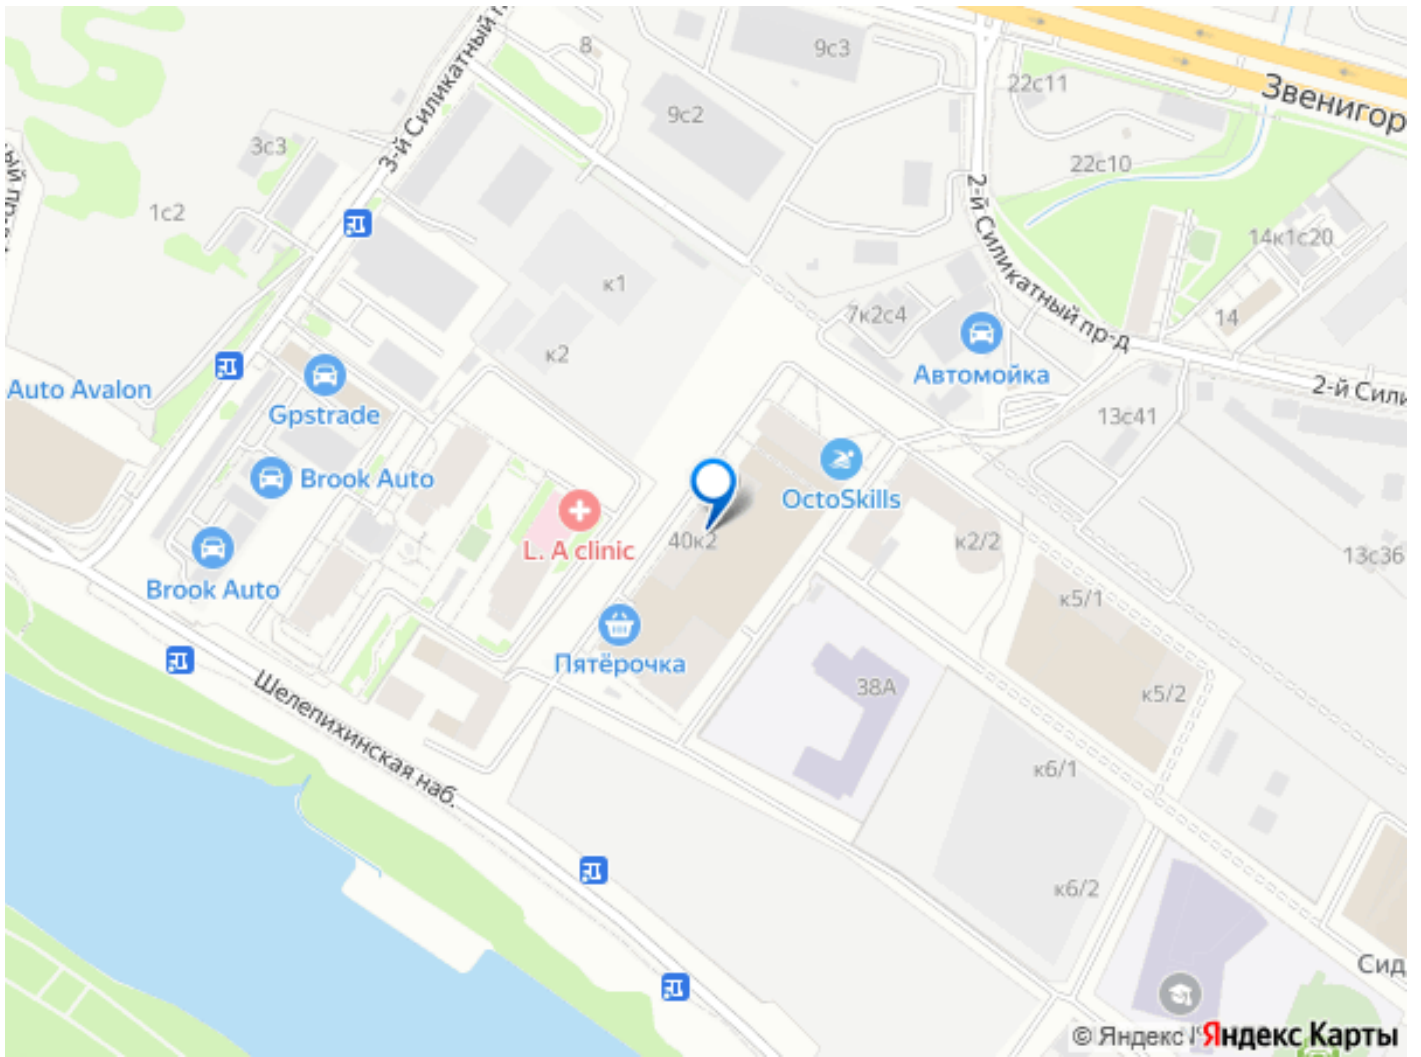 8
9с3
22с11
Звенигор
9с2
3-й Силикатный п
3с3
22с10
1с2
2-й Силикатный пр-д
14к1с20
к1
7к2с4
14
к2
Автомойка
Auto Avalon
Gpstrade
2-й Сили
13с41
Brook Auto
OctoSkills
40к2
L. A clinic
к2/2
13с36
Brook Auto
к5/1
Пятёрочка
38А
к5/2
Шелепихинская наб.
к6/1
к6/2
Сид
© Яндекс
Яндекс Карты